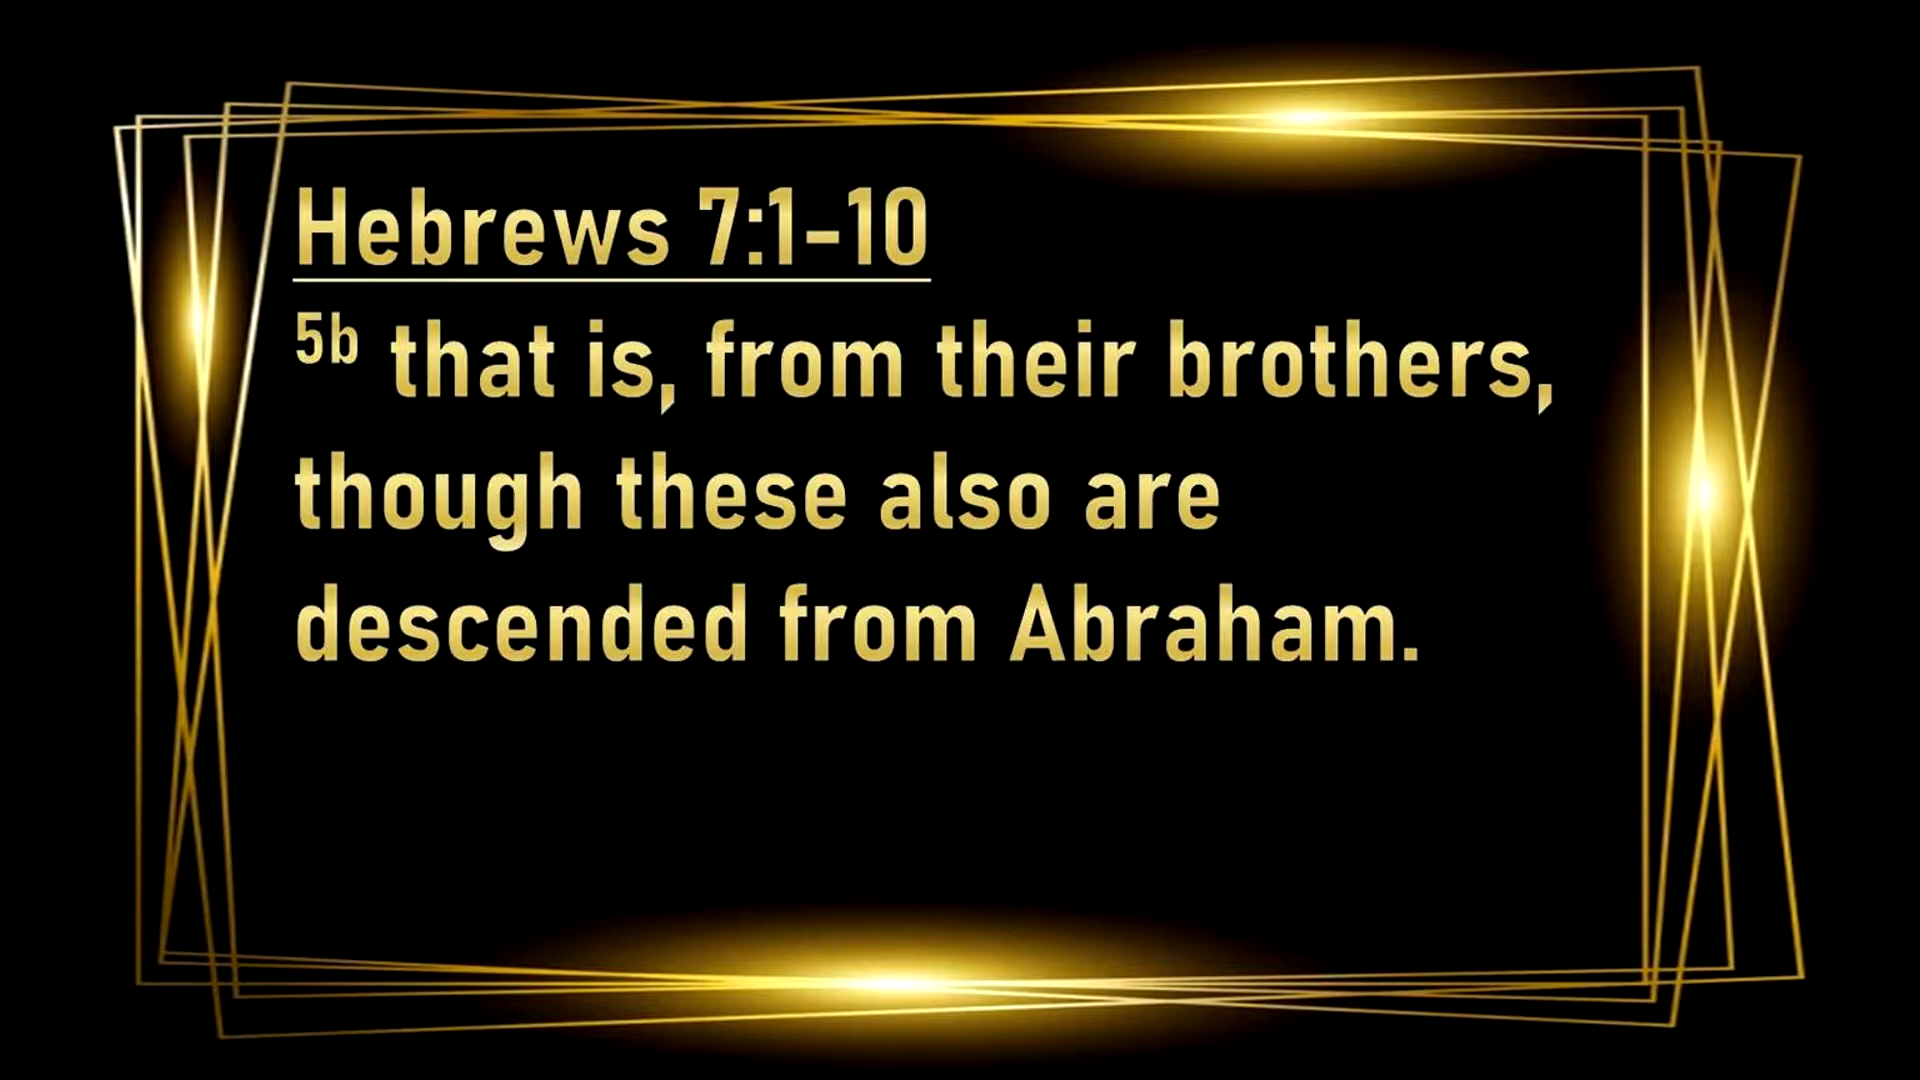 Hebrews 7:1-10
5b that is, from their brothers,
though these also are
descended from Abraham.